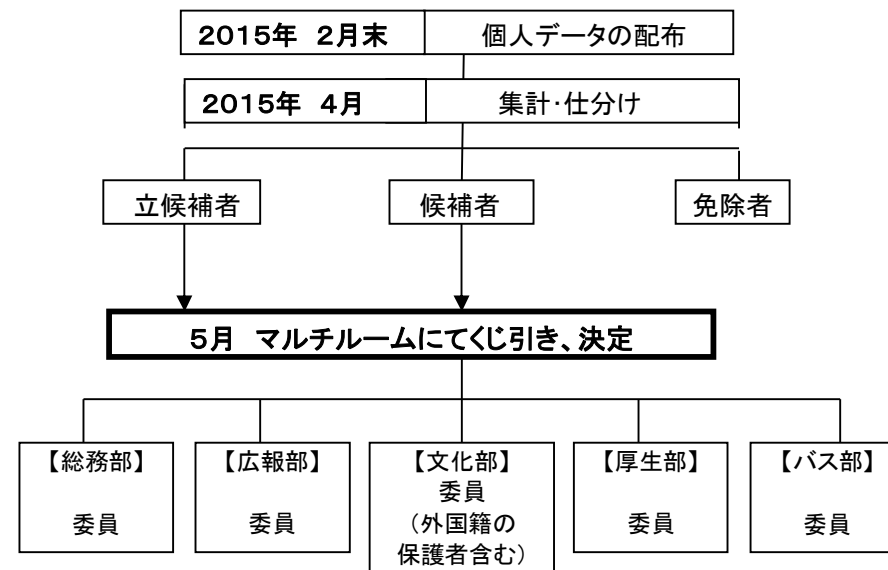 2015年 2月末 個人データの配布
2015年 4月 集計・仕分け
立候補者 候補者 免除者
5月 マルチルームにてくじ引き、決定
【総務部】 【広報部】 【文化部】 【厚生部】 【バス部】
委員 委員 委員 委員 委員
(外国籍の
保護者含む)